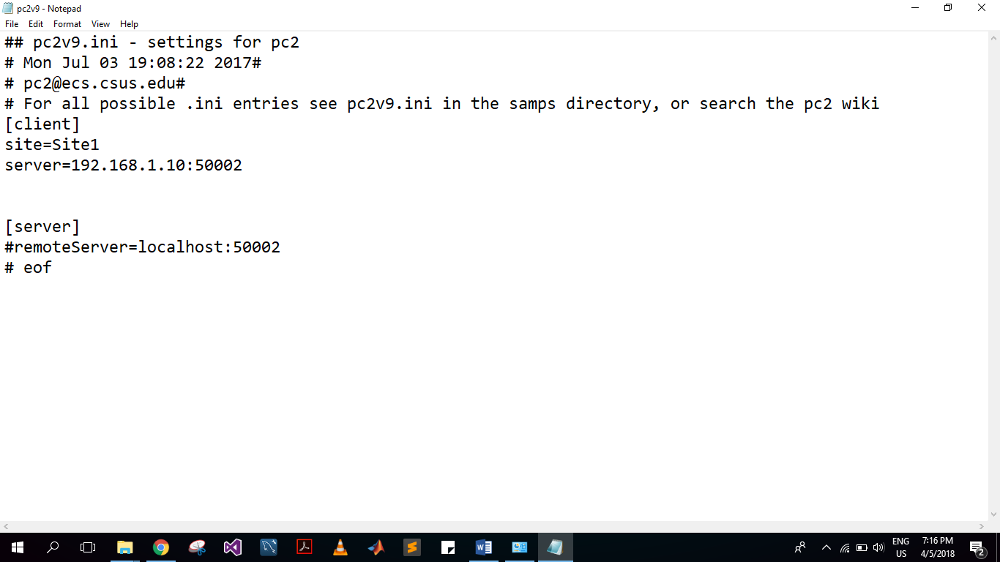 pc2v9 - Notepad
File Edit Format View Help
## pc2v9.ini - settings for pc2
# Mon Jul 03 19:08:22 2017#
# pc2@ecs.csus.edu#
# For all possible .ini entries see pc2v9.ini in the samps directory, or search the pc2 wiki
[client]
site=Site1
server=192.168.1.10:50002
[server]
#remoteServer=localhost:50002
# eof
ENG
US
7:16 PM
4/5/2018
2